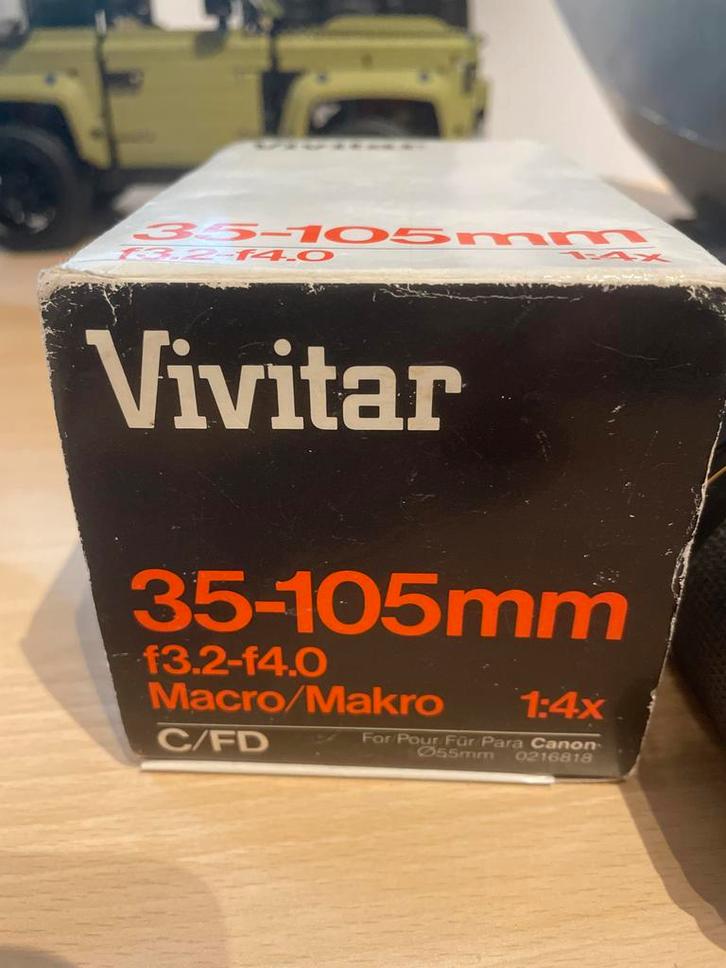 Vivitar
35-105mm
f3.2-f4.0 1:4x
Vivitar
35-105mm
f3.2-f4.0
Macro/Makro 1:4x
C/FD For/Pour/Für/Para Canon
Ø55mm 0216818